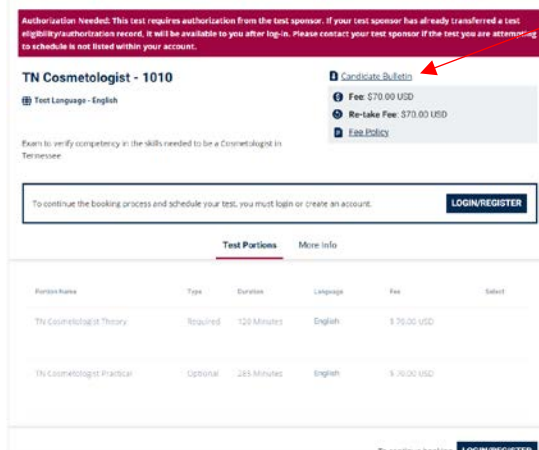 Authorization Needed: This test requires authorization from the test sponsor. If your test sponsor has already transferred a test
eligibility/authorization record, it will be available to you after log-in. Please contact your test sponsor if the test you are attempting
to schedule is not listed within your account.
TN Cosmetologist - 1010
Test Language - English
Candidate Bulletin
Fee: $70.00 USD
Re-take Fee: $70.00 USD
Fee Policy
Exam to verify competency in the skills needed to be a Cosmetologist in
Tennessee
To continue the booking process and schedule your test, you must login or create an account.
LOGIN/REGISTER
Test Portions More Info
Portion Name Type Duration Language Fee Select
TN Cosmetologist Theory Required 120 Minutes English $ 70.00 USD
TN Cosmetologist Practical Optional 285 Minutes English $ 70.00 USD
To continue booking LOGIN/REGISTER